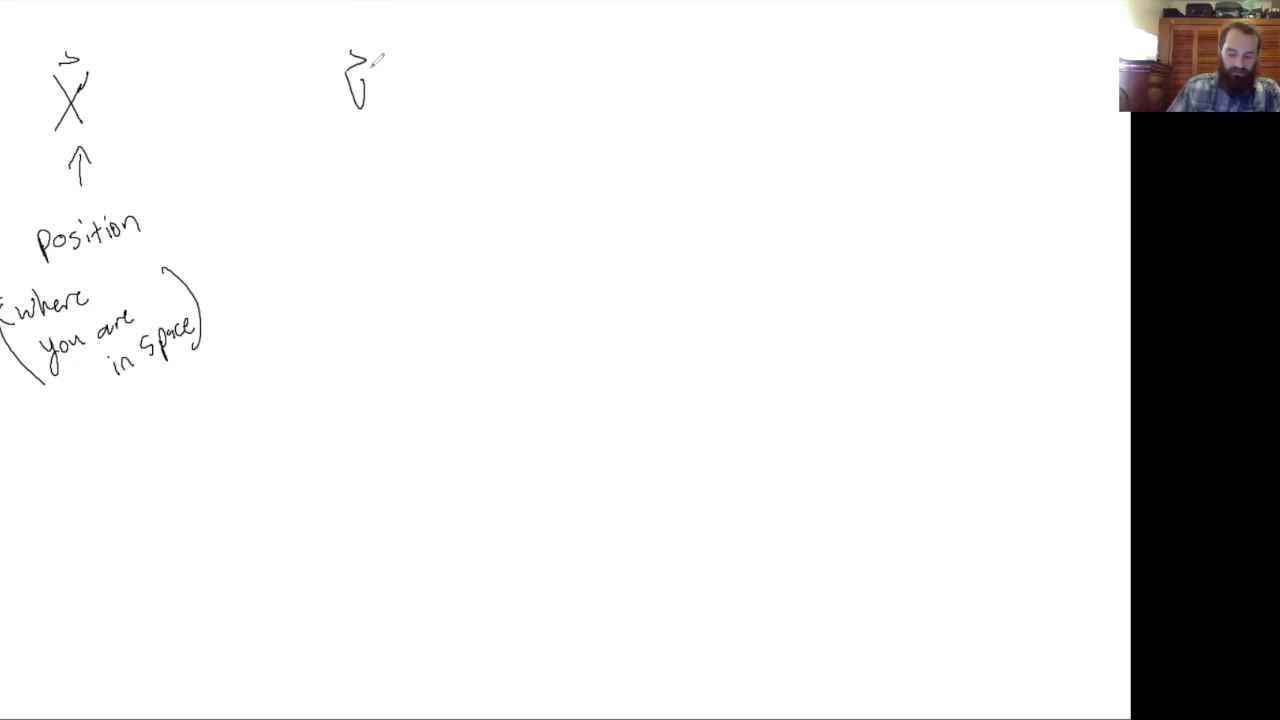 x⃗ v⃗
position
(where
you are
in space)